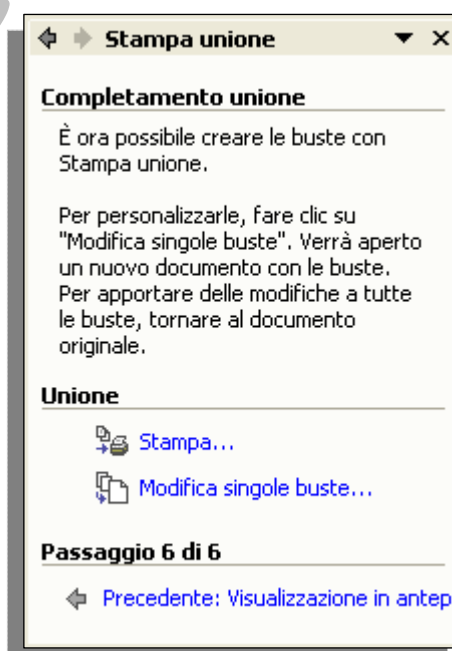 Stampa unione
Completamento unione
È ora possibile creare le buste con
Stampa unione.
Per personalizzarle, fare clic su
"Modifica singole buste". Verrà aperto
un nuovo documento con le buste.
Per apportare delle modifiche a tutte
le buste, tornare al documento
originale.
Unione
Stampa...
Modifica singole buste...
Passaggio 6 di 6
Precedente: Visualizzazione in antep